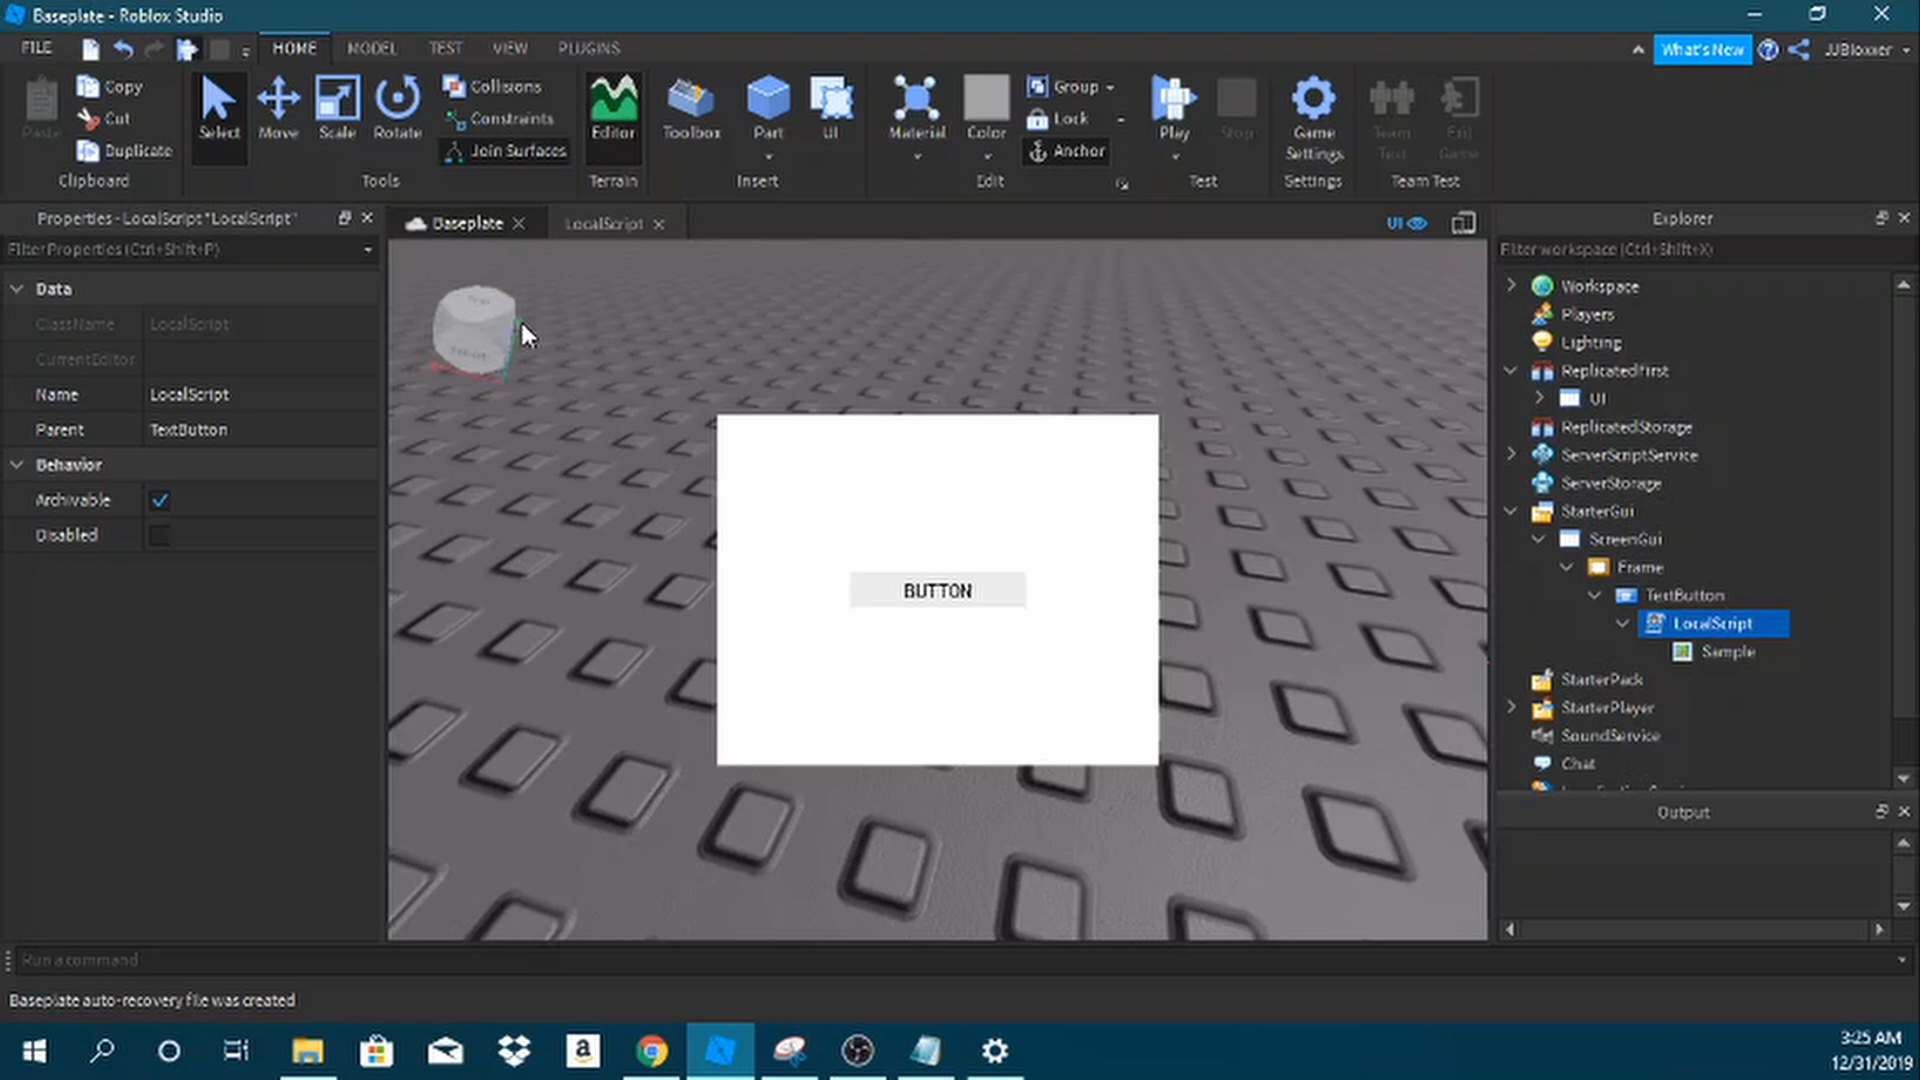 Baseplate - Roblox Studio
FILE HOME MODEL TEST VIEW PLUGINS What's New JJBloxxer
Paste Copy Cut Duplicate
Select Move Scale Rotate
Collisions Constraints Join Surfaces
Editor Toolbox Part UI
Material Color Group Lock Anchor
Play Stop Game Settings Team Test Exit Game
Clipboard Tools Terrain Insert Edit Test Settings Team Test
Properties - LocalScript "LocalScript"
Filter Properties (Ctrl+Shift+P)
Data
ClassName LocalScript
CurrentEditor
Name LocalScript
Parent TextButton
Behavior
Archivable
Disabled
Baseplate LocalScript UI
BUTTON
Explorer
Filter workspace (Ctrl+Shift+X)
Workspace
Players
Lighting
ReplicatedFirst
UI
ReplicatedStorage
ServerScriptService
ServerStorage
StarterGui
ScreenGui
Frame
TextButton
LocalScript
Sample
StarterPack
StarterPlayer
SoundService
Chat
Output
Run a command
Baseplate auto-recovery file was created
a
3:25 AM
12/31/2019